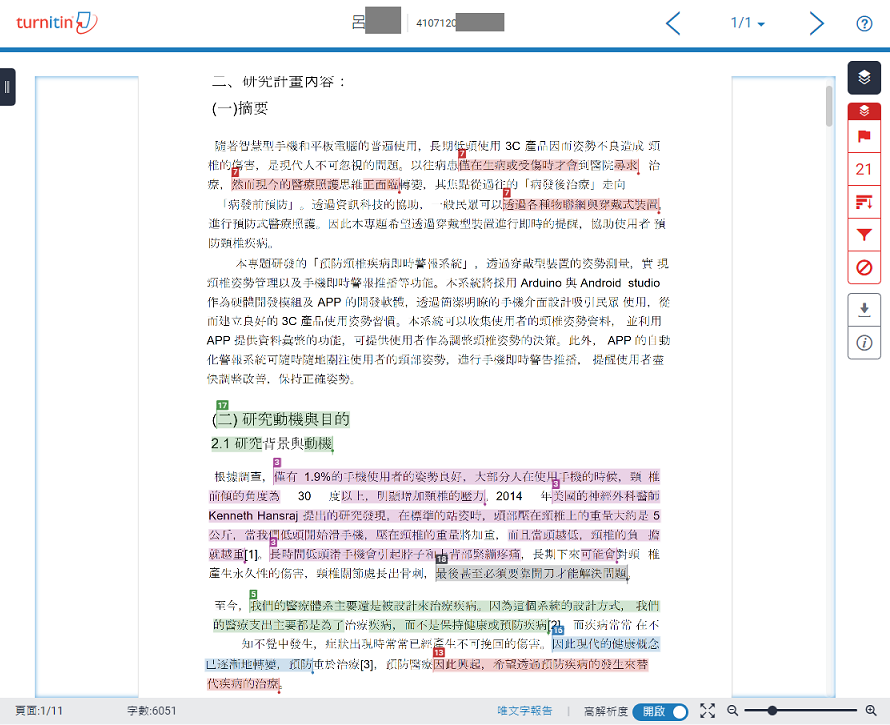 turnitin
呂
4107120
1/1
二、研究計畫內容：
(一)摘要
隨著智慧型手機和平板電腦的普遍使用，長期低頭使用 3C 產品因而姿勢不良造成 頸
椎的傷害，是現代人不可忽視的問題。以往病患僅在生病或受傷時才會到醫院尋求 治
療，然而現今的醫療照護思維正面臨轉變，其焦點從過往的「病發後治療」走向
「病發前預防」。透過資訊科技的協助，一般民眾可以透過各種物聯網與穿戴式裝置，
進行預防式醫療照護。因此本專題希望透過穿戴型裝置進行即時的提醒，協助使用者 預
防頸椎疾病。
本專題研發的「預防頸椎疾病即時警報系統」，透過穿戴型裝置的姿勢測量，實 現
頸椎姿勢管理以及手機即時警報推播等功能。本系統將採用 Arduino 與 Android studio
作為硬體開發模組及 APP 的開發軟體，透過簡潔明瞭的手機介面設計吸引民眾 使用，從
而建立良好的 3C 產品使用姿勢習慣。本系統可以收集使用者的頸椎姿勢資料， 並利用
APP 提供資料彙整的功能，可提供使用者作為調整頸椎姿勢的決策。此外， APP 的自動
化警報系統可隨時隨地關注使用者的頸部姿勢，進行手機即時警告推播， 提醒使用者盡
快調整改善，保持正確姿勢。
(二) 研究動機與目的
2.1 研究背景與動機
根據調查，僅有 1.9%的手機使用者的姿勢良好，大部分人在使用手機的時候，頸 椎
前傾的角度為 30 度以上，明顯增加頸椎的壓力，2014 年美國的神經外科醫師
Kenneth Hansraj 提出的研究發現，在標準的站姿時，頭部壓在頸椎上的重量大約是 5
公斤，當我們低頭開始滑手機，壓在頸椎的重量將加重，而且當頭越低，頸椎的負 擔
就越重[1]。長時間低頭滑手機會引起脖子和上背部緊繃疼痛，長期下來可能會對頸 椎
產生永久性的傷害，頸椎關節處長出骨刺，最後甚至必須要靠開刀才能解決問題。
至今，我們的醫療體系主要還是被設計來治療疾病。因為這個系統的設計方式， 我們
的醫療支出主要都是為了治療疾病，而不是保持健康或預防疾病[2]。而疾病常常 在不
知不覺中發生，症狀出現時常常已經產生不可挽回的傷害。因此現代的健康概念
已逐漸地轉變，預防重於治療[3]，預防醫療因此興起，希望透過預防疾病的發生來替
代疾病的治療。
21
頁面:1/11
字數:6051
唯文字報告
高解析度
開啟